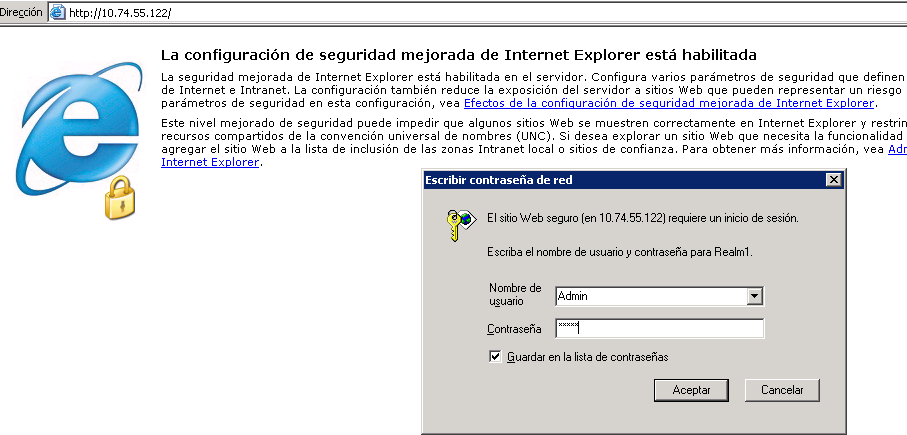 Dirección http://10.74.55.122/
La configuración de seguridad mejorada de Internet Explorer está habilitada
La seguridad mejorada de Internet Explorer está habilitada en el servidor. Configura varios parámetros de seguridad que definen
de Internet e Intranet. La configuración también reduce la exposición del servidor a sitios Web que pueden representar un riesgo
parámetros de seguridad en esta configuración, vea Efectos de la configuración de seguridad mejorada de Internet Explorer.
Este nivel mejorado de seguridad puede impedir que algunos sitios Web se muestren correctamente en Internet Explorer y restrin
recursos compartidos de la convención universal de nombres (UNC). Si desea explorar un sitio Web que necesita la funcionalidad
agregar el sitio Web a la lista de inclusión de las zonas Intranet local o sitios de confianza. Para obtener más información, vea Adr
Internet Explorer.
Escribir contraseña de red
El sitio Web seguro (en 10.74.55.122) requiere un inicio de sesión.
Escriba el nombre de usuario y contraseña para Realm1.
Nombre de
usuario
Admin
Contraseña
*****
Guardar en la lista de contraseñas
Aceptar
Cancelar